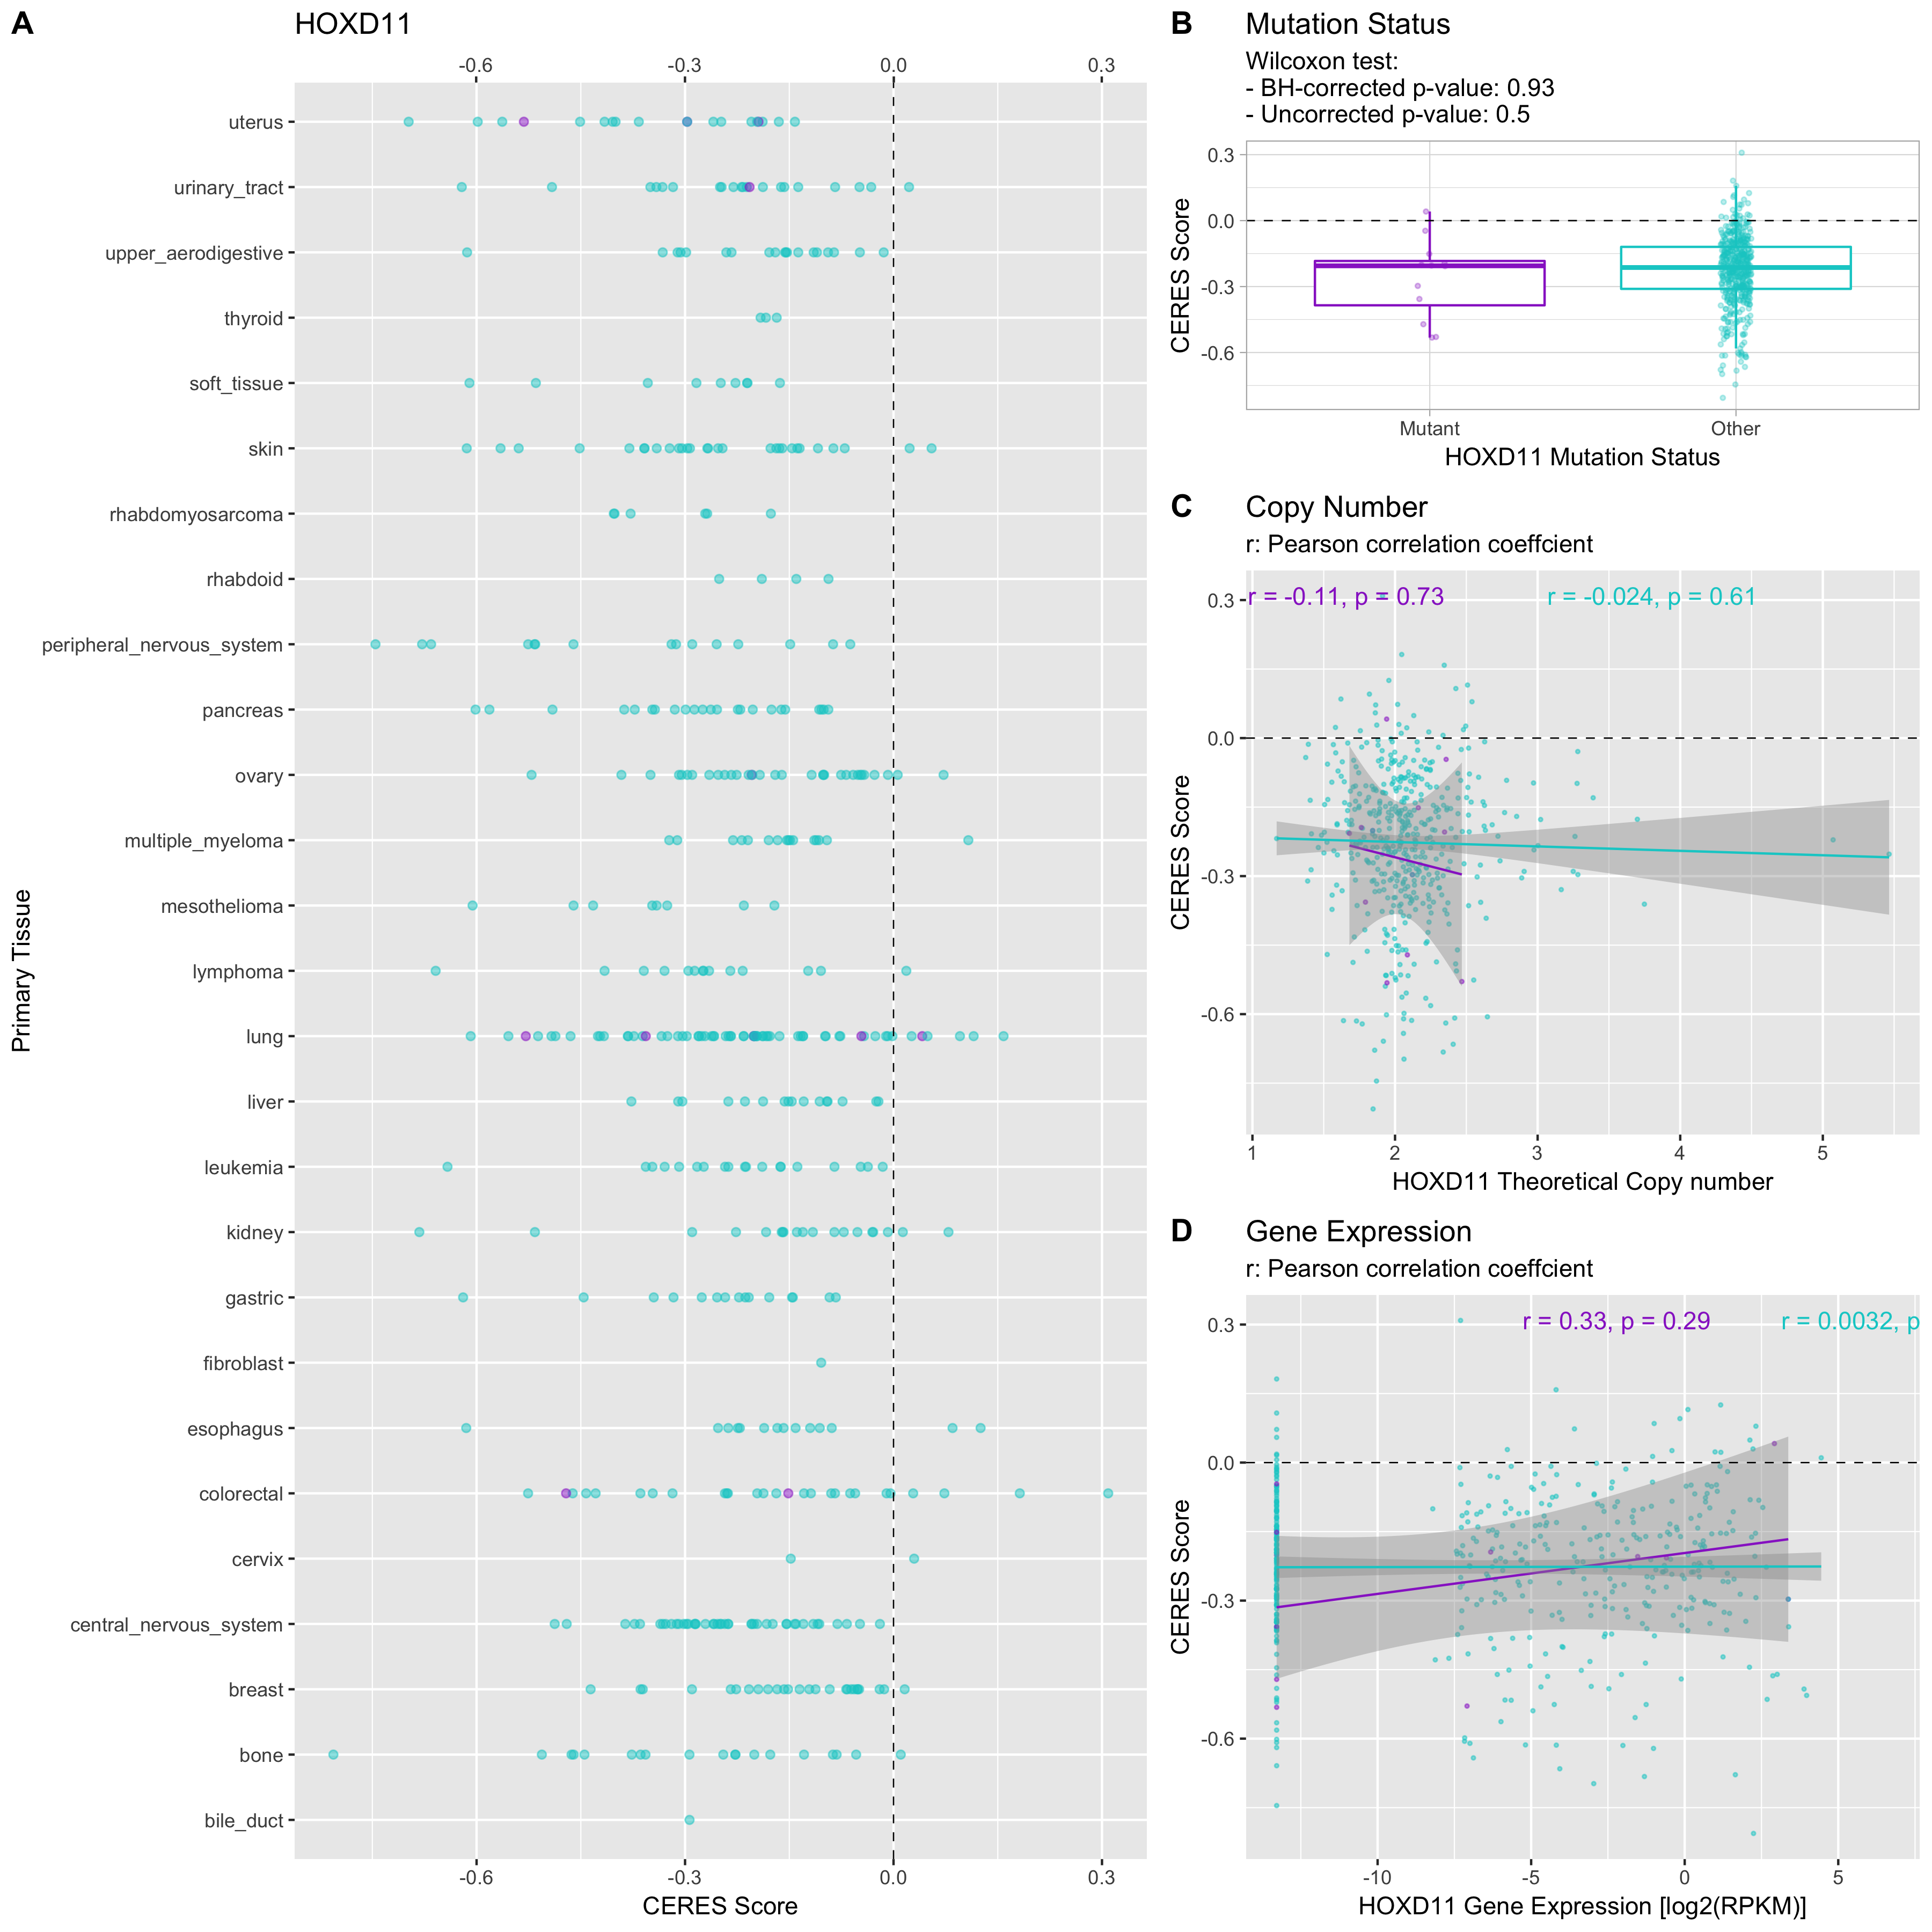 A
HOXD11
-0.6
-0.3
0.0
0.3
uterus
urinary_tract
upper_aerodigestive
thyroid
soft_tissue
skin
rhabdomyosarcoma
rhabdoid
peripheral_nervous_system
pancreas
ovary
multiple_myeloma
mesothelioma
lymphoma
lung
liver
leukemia
kidney
gastric
fibroblast
esophagus
colorectal
cervix
central_nervous_system
breast
bone
bile_duct
Primary Tissue
-0.6
-0.3
0.0
0.3
CERES Score
B
Mutation Status
Wilcoxon test:
- BH-corrected p-value: 0.93
- Uncorrected p-value: 0.5
0.3
0.0
-0.3
-0.6
CERES Score
Mutant
Other
HOXD11 Mutation Status
C
Copy Number
r: Pearson correlation coeffcient
r = -0.11, p = 0.73
r = -0.024, p = 0.61
0.3
0.0
-0.3
-0.6
CERES Score
1
2
3
4
5
HOXD11 Theoretical Copy number
D
Gene Expression
r: Pearson correlation coeffcient
r = 0.33, p = 0.29
r = 0.0032, p
0.3
0.0
-0.3
-0.6
CERES Score
-10
-5
0
5
HOXD11 Gene Expression [log2(RPKM)]